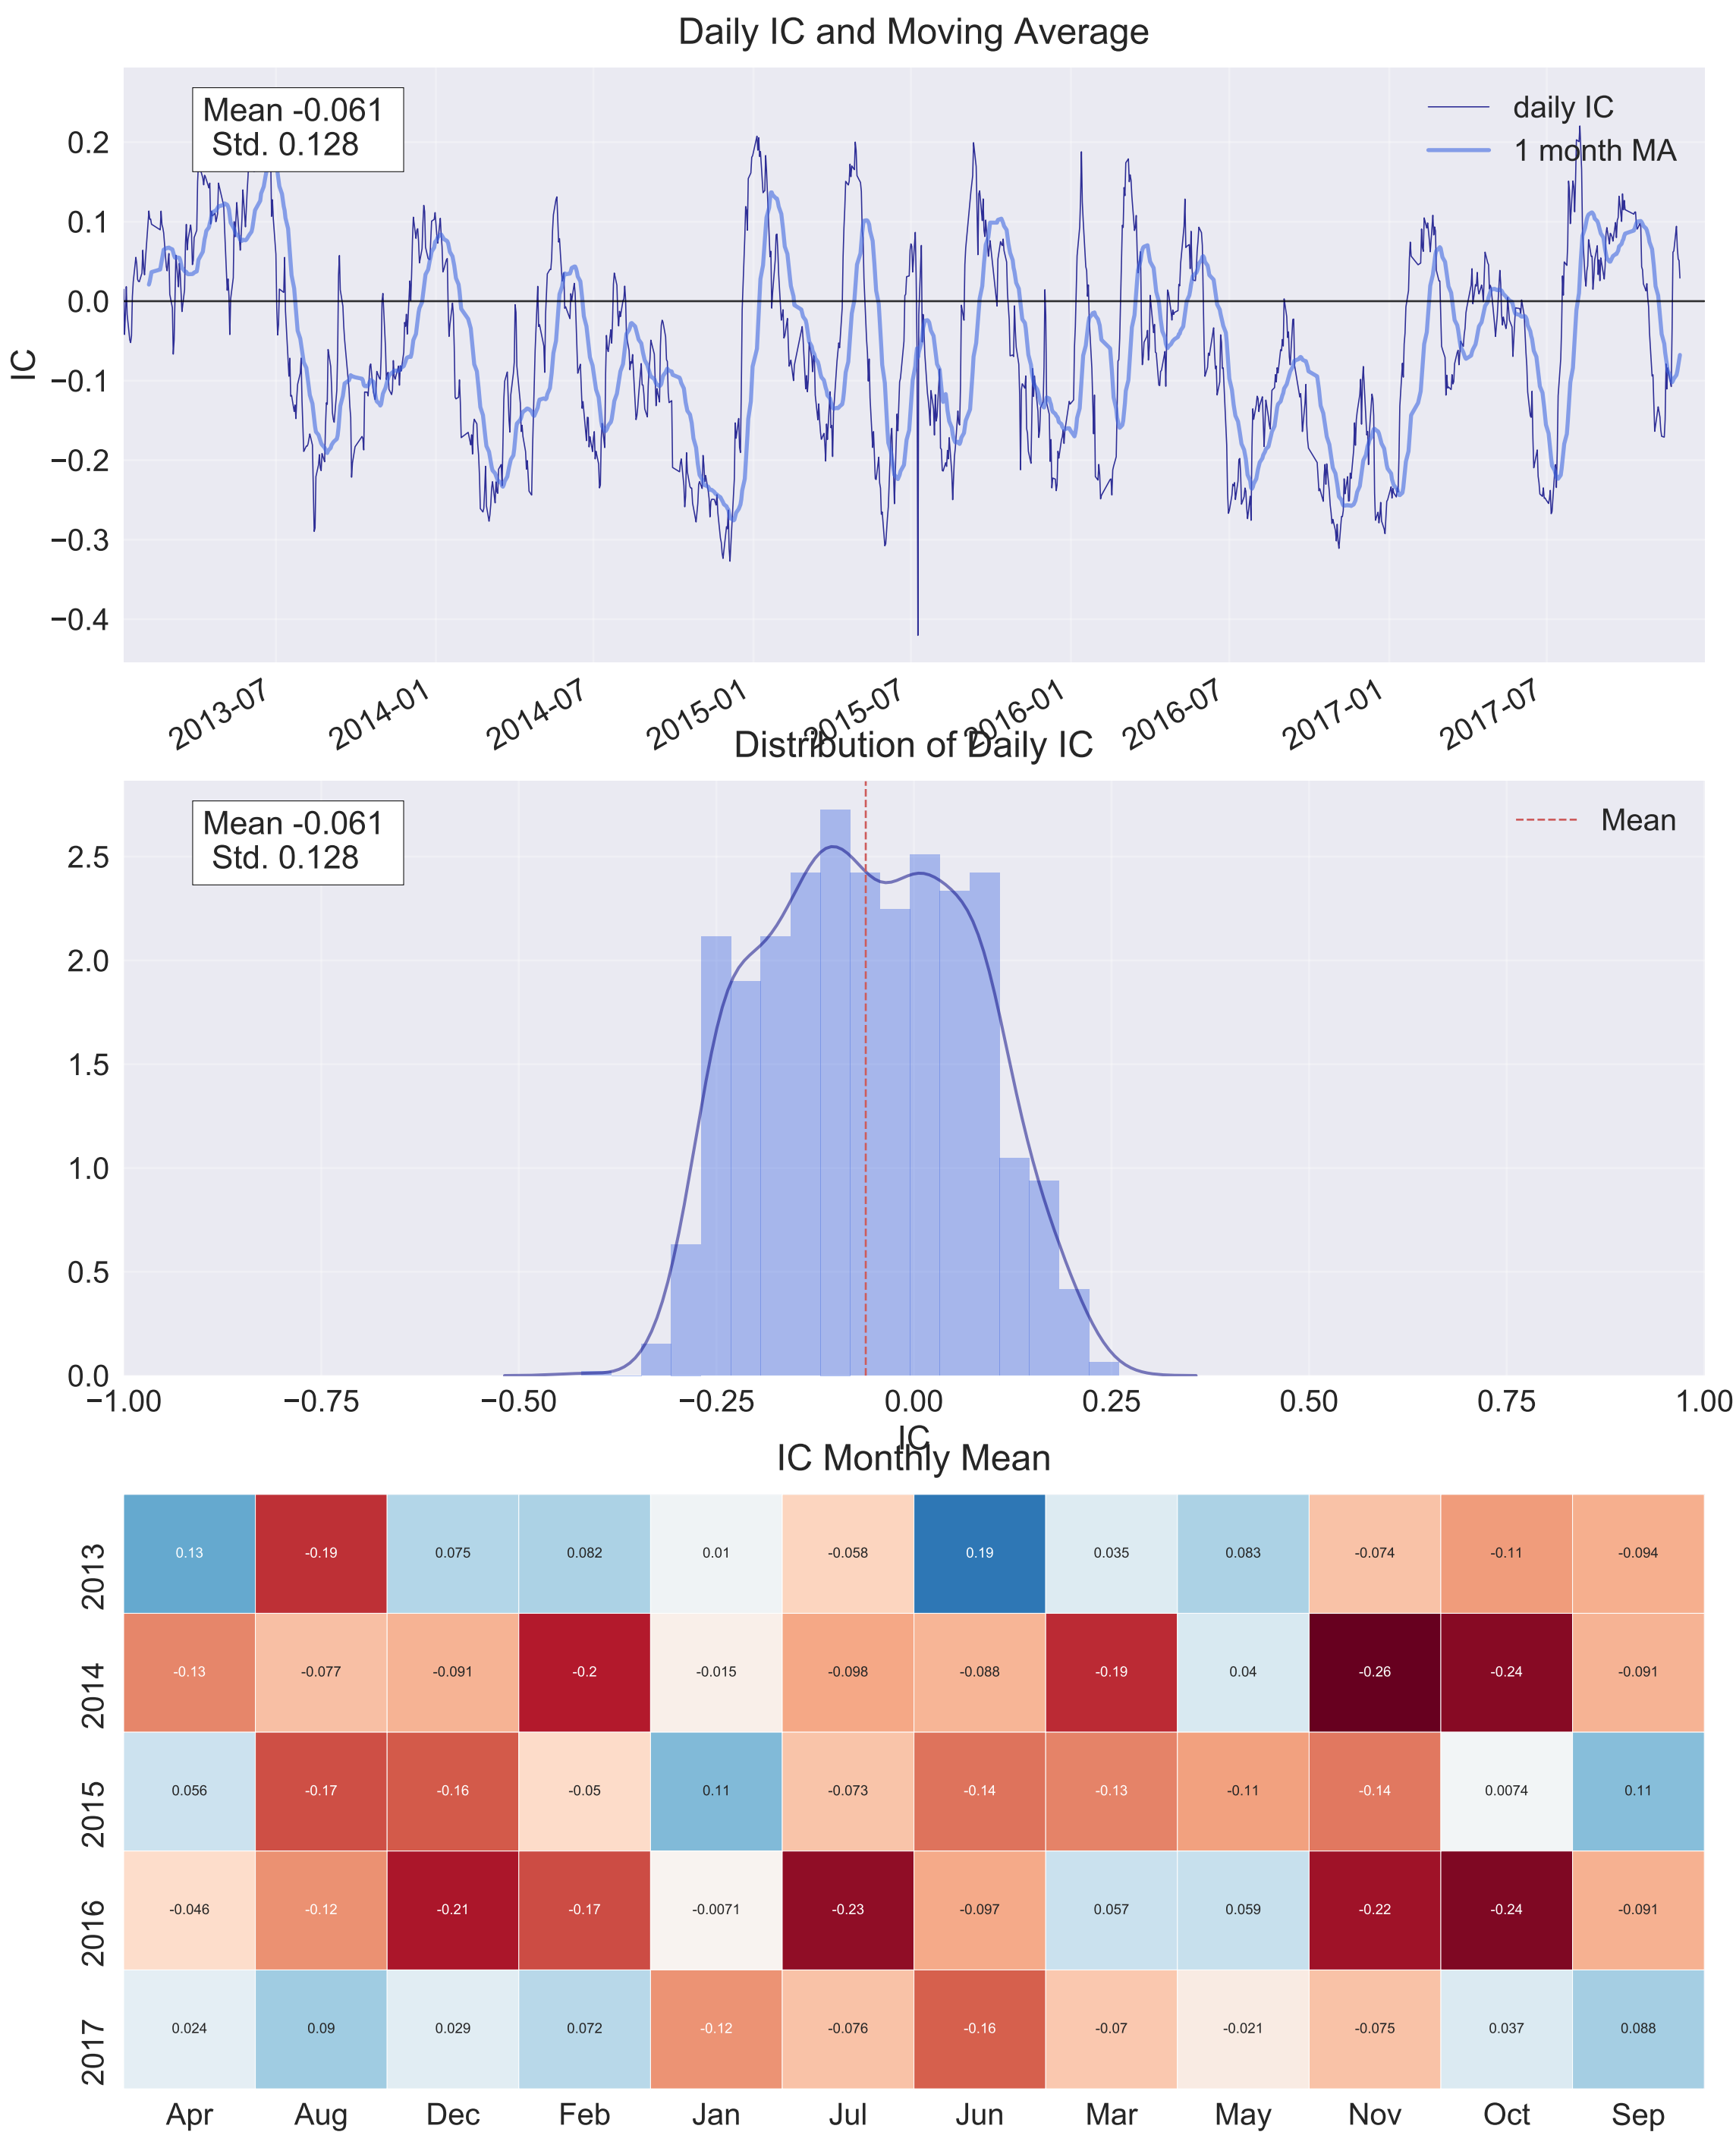 Daily IC and Moving Average
Mean -0.061
Std. 0.128
daily IC
1 month MA
IC
0.2
0.1
0.0
−0.1
−0.2
−0.3
−0.4
2013-07
2014-01
2014-07
2015-01
2015-07
2016-01
2016-07
2017-01
2017-07
Distribution of Daily IC
Mean -0.061
Std. 0.128
Mean
2.5
2.0
1.5
1.0
0.5
0.0
−1.00 −0.75 −0.50 −0.25 0.00 0.25 0.50 0.75 1.00
IC
IC Monthly Mean
2013 0.13 -0.19 0.075 0.082 0.01 -0.058 0.19 0.035 0.083 -0.074 -0.11 -0.094
2014 -0.13 -0.077 -0.091 -0.2 -0.015 -0.098 -0.088 -0.19 0.04 -0.26 -0.24 -0.091
2015 0.056 -0.17 -0.16 -0.05 0.11 -0.073 -0.14 -0.13 -0.11 -0.14 0.0074 0.11
2016 -0.046 -0.12 -0.21 -0.17 -0.0071 -0.23 -0.097 0.057 0.059 -0.22 -0.24 -0.091
2017 0.024 0.09 0.029 0.072 -0.12 -0.076 -0.16 -0.07 -0.021 -0.075 0.037 0.088
Apr Aug Dec Feb Jan Jul Jun Mar May Nov Oct Sep